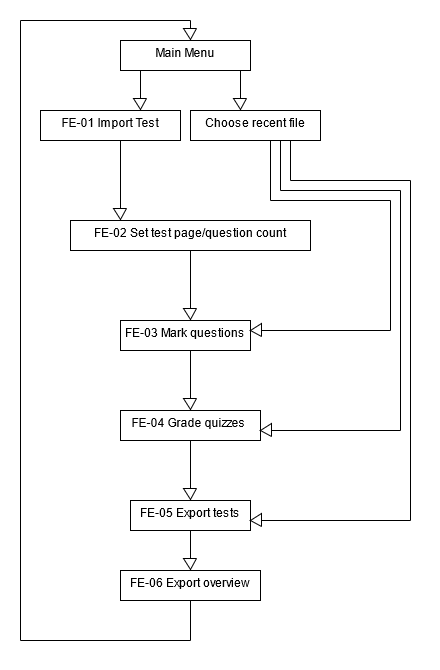 Main Menu
FE-01 Import Test
Choose recent file
FE-02 Set test page/question count
FE-03 Mark questions
FE-04 Grade quizzes
FE-05 Export tests
FE-06 Export overview